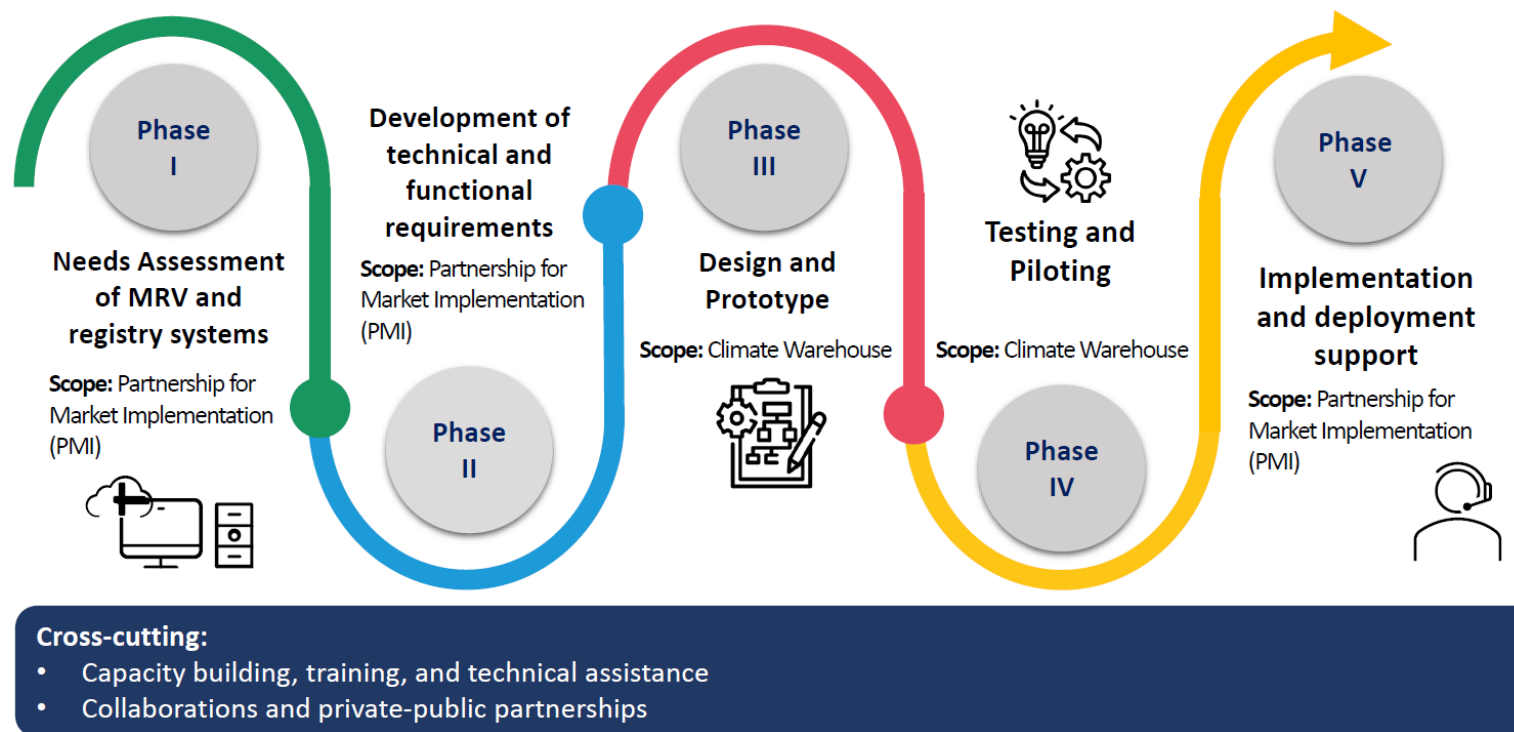 Phase
I
Needs Assessment
of MRV and
registry systems
Scope: Partnership for
Market Implementation
(PMI)
Development of
technical and
functional
requirements
Scope: Partnership for
Market Implementation
(PMI)
Phase
II
Phase
III
Design and
Prototype
Scope: Climate Warehouse
Testing and
Piloting
Scope: Climate Warehouse
Phase
IV
Phase
V
Implementation
and deployment
support
Scope: Partnership for
Market Implementation
(PMI)
Cross-cutting:
• Capacity building, training, and technical assistance
• Collaborations and private-public partnerships